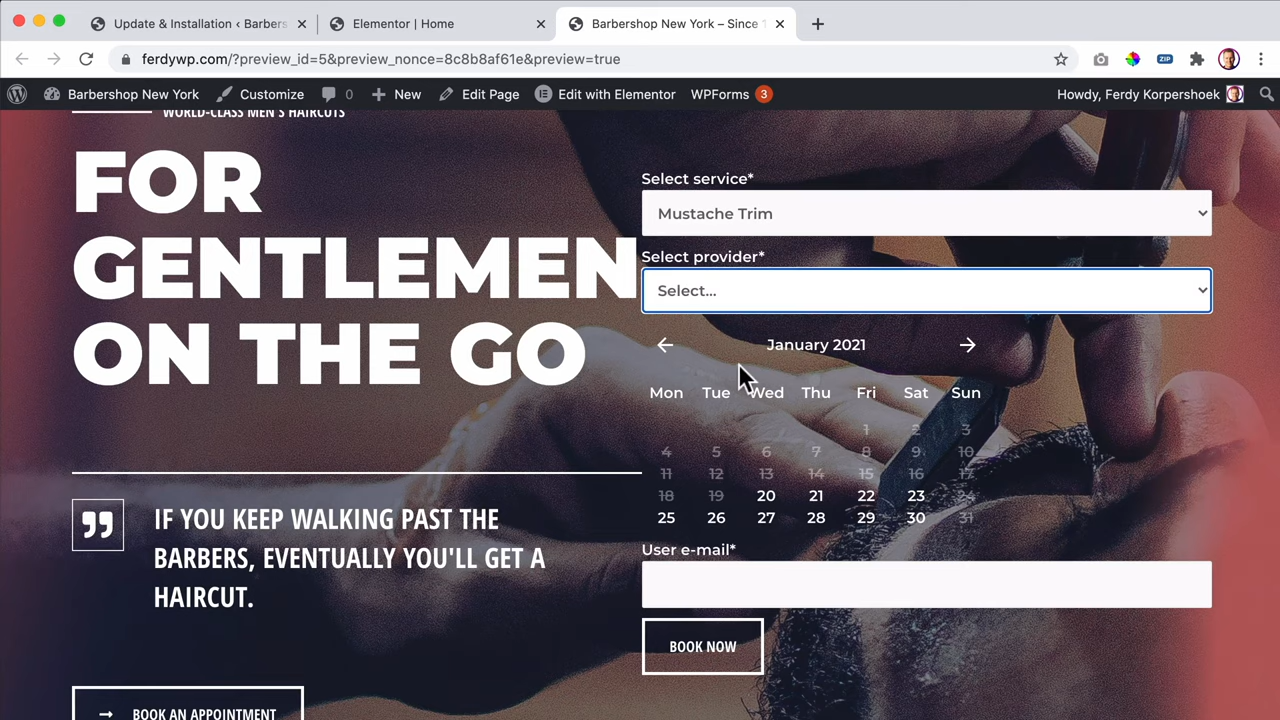 Update & Installation ‹ Barbers
Elementor | Home
Barbershop New York – Since 1
ferdywp.com/?preview_id=5&preview_nonce=8c8b8af61e&preview=true
ZIP
Barbershop New York
Customize
0
New
Edit Page
Edit with Elementor
WPForms 3
Howdy, Ferdy Korpershoek
WORLD-CLASS MEN'S HAIRCUTS
FOR
GENTLEMEN
ON THE GO
IF YOU KEEP WALKING PAST THE
BARBERS, EVENTUALLY YOU'LL GET A
HAIRCUT.
→ BOOK AN APPOINTMENT
Select service*
Mustache Trim
Select provider*
Select...
← January 2021 →
Mon Tue Wed Thu Fri Sat Sun
1 2 3
4 5 6 7 8 9 10
11 12 13 14 15 16 17
18 19 20 21 22 23 24
25 26 27 28 29 30 31
User e-mail*
BOOK NOW